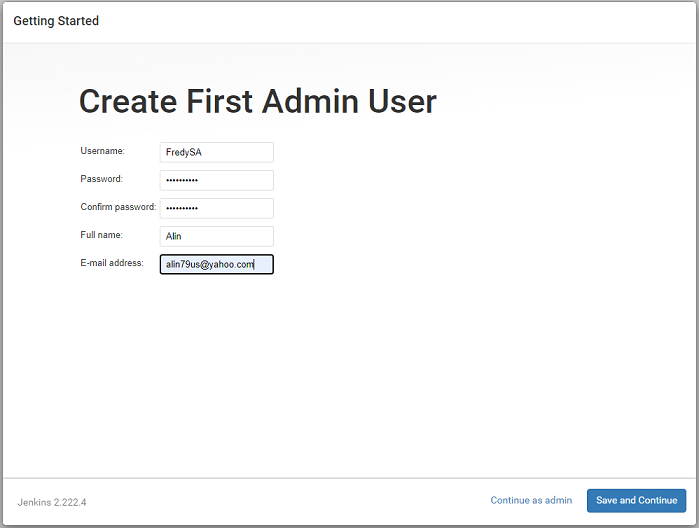 Getting Started
Create First Admin User
Username: FredySA
Password: ••••••••••
Confirm password: ••••••••••
Full name: Alin
E-mail address: alin79us@yahoo.com
Jenkins 2.222.4 Continue as admin Save and Continue